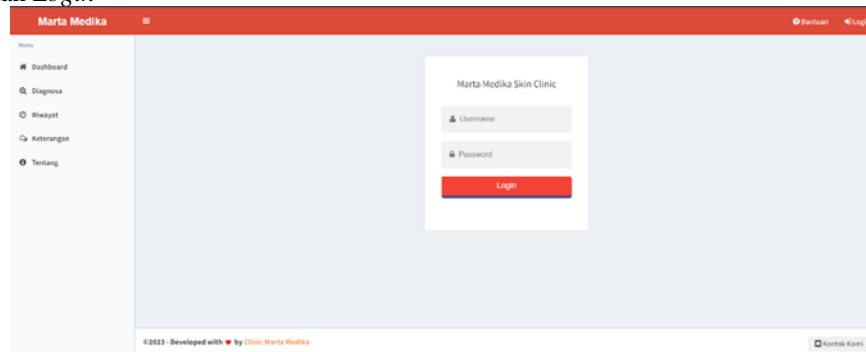 Marta Medika
Bantuan
Login
Menu
Dashboard
Diagnosa
Riwayat
Keterangan
Tentang
Marta Medika Skin Clinic
Username
Password
Login
©2023 - Developed with ♥ by Clinic Marta Medika
Kontak Kami